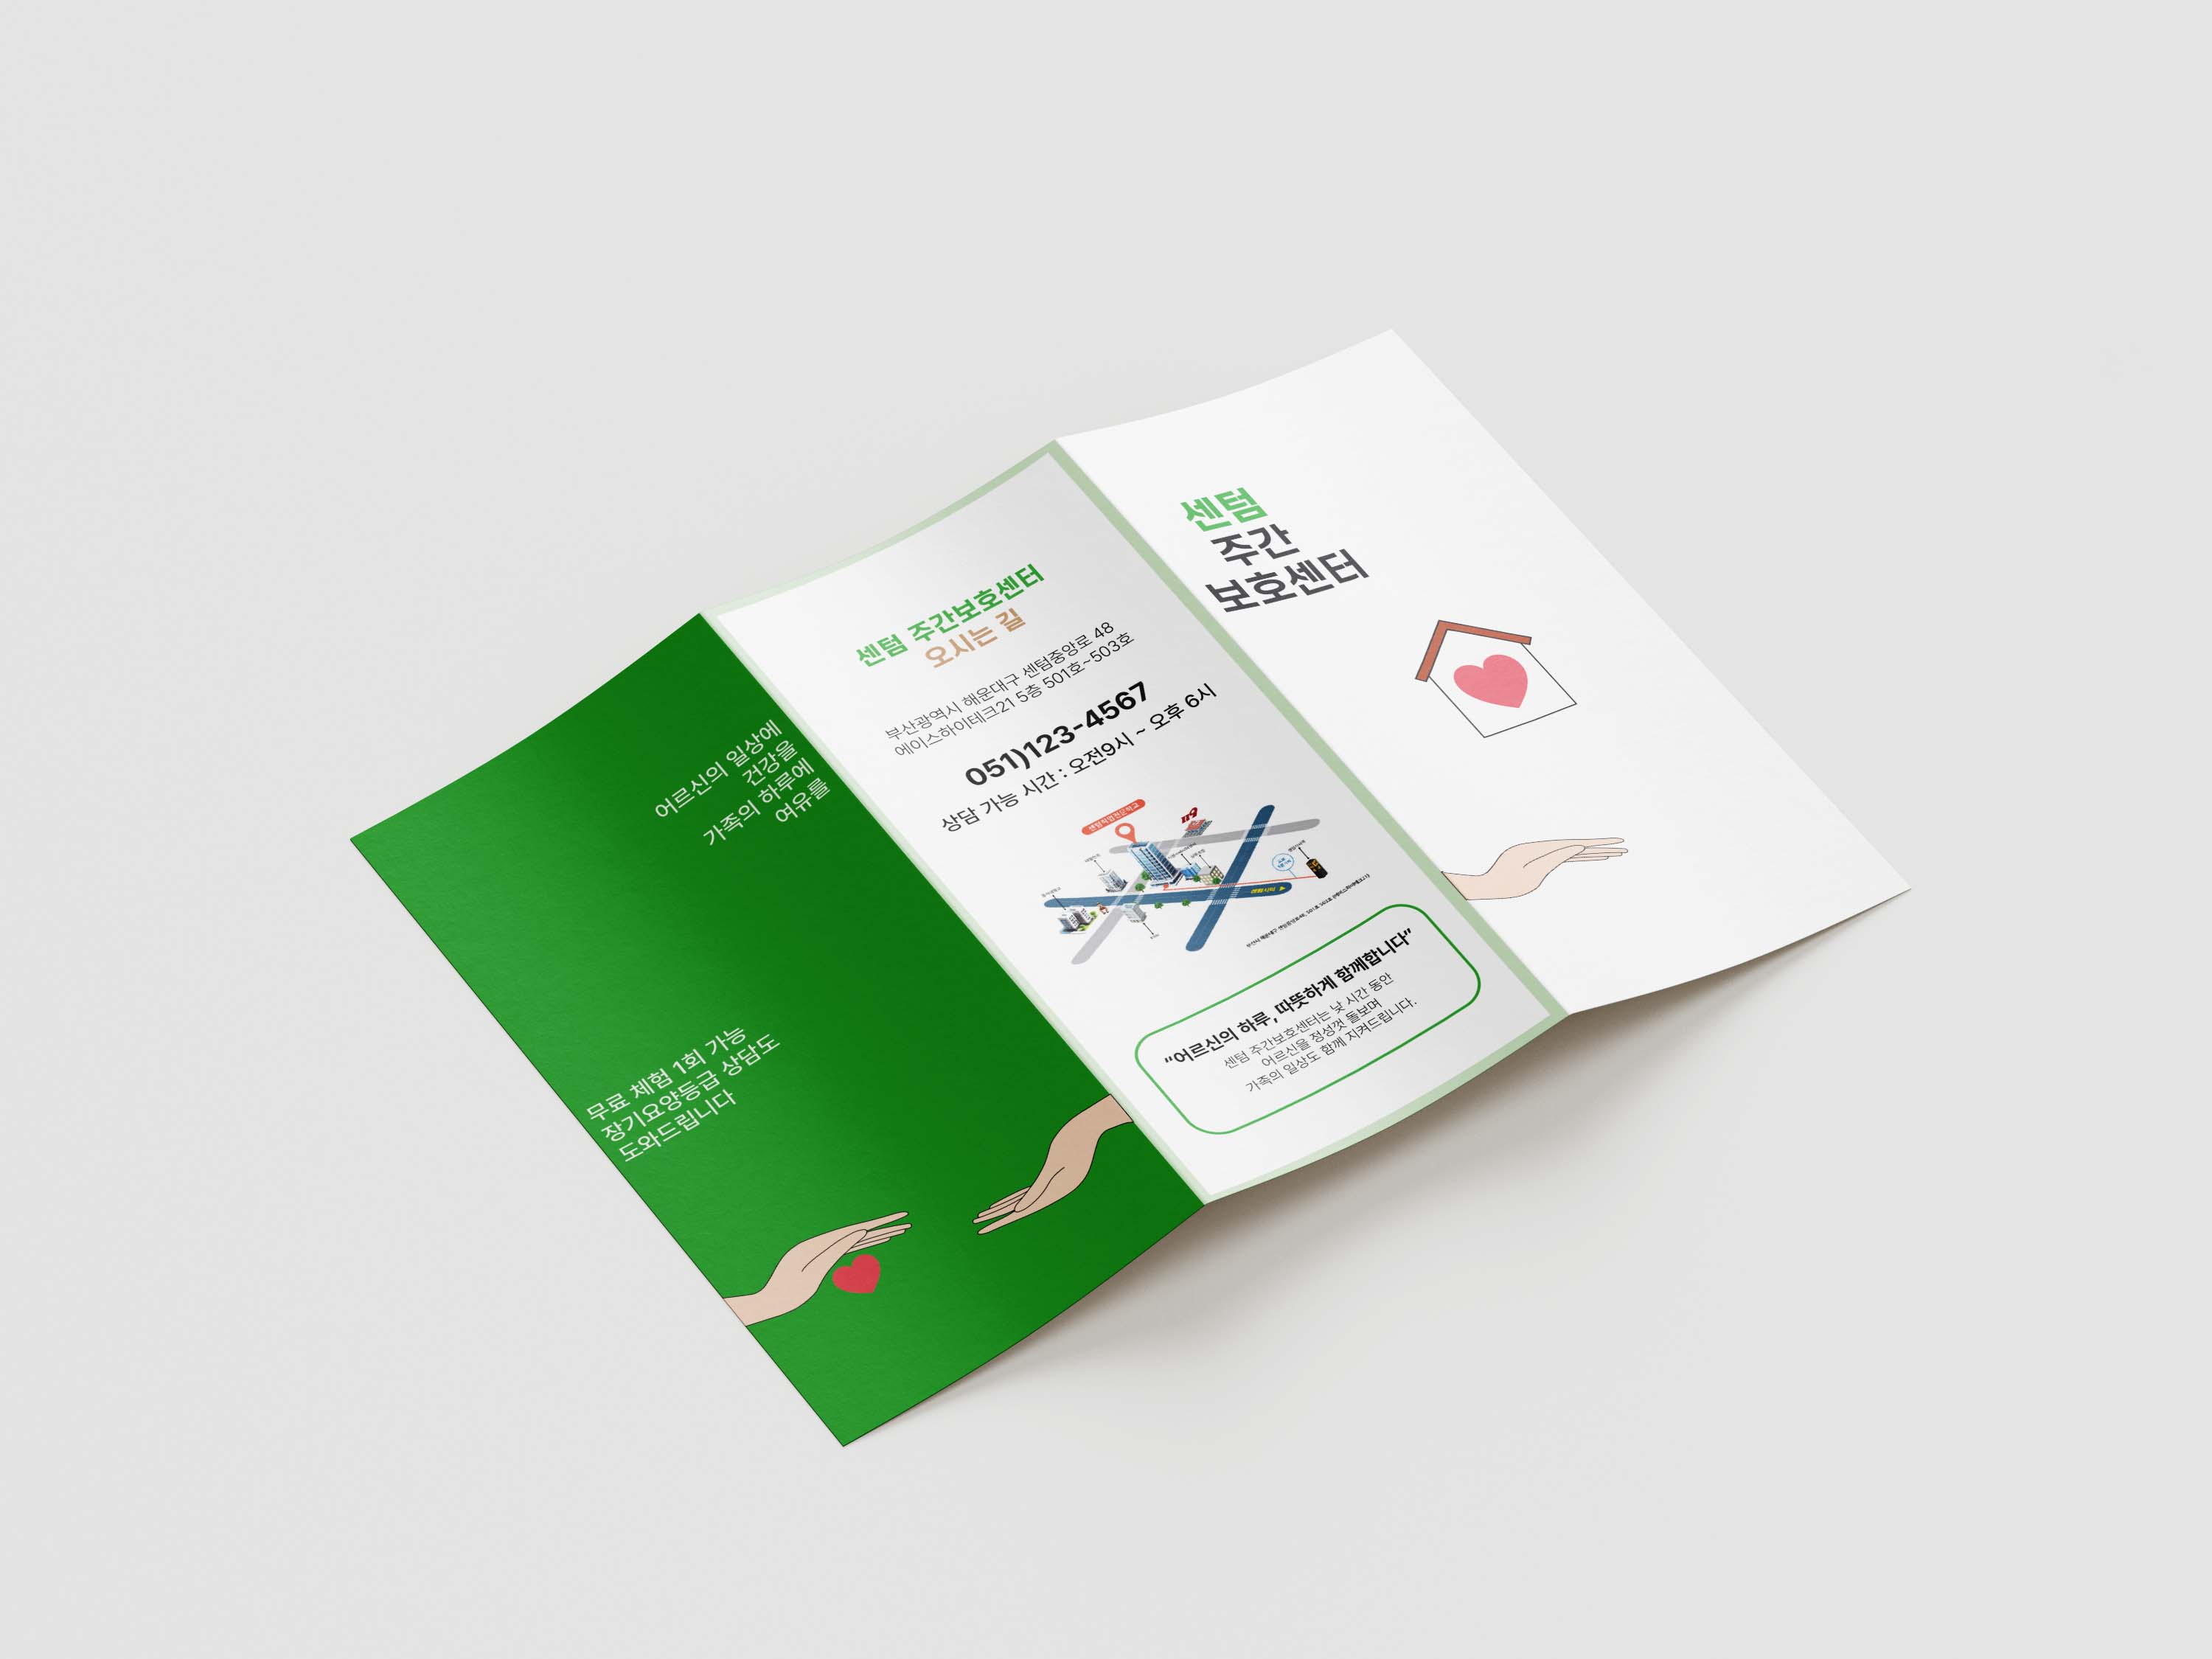 어르신의 일상에
건강을
가족의 하루에
여유를
무료 체험 1회 가능
장기요양등급 상담도
도와드립니다
센텀 주간보호센터
오시는 길
부산광역시 해운대구 센텀중앙로 48
에이스하이테크21 5층 501호~503호
051)123-4567
상담 가능 시간 : 오전9시 ~ 오후 6시
119
“어르신의 하루, 따뜻하게 함께합니다”
센텀 주간보호센터는 낮 시간 동안
어르신을 정성껏 돌보며
가족의 일상도 함께 지켜드립니다.
센텀
주간
보호센터